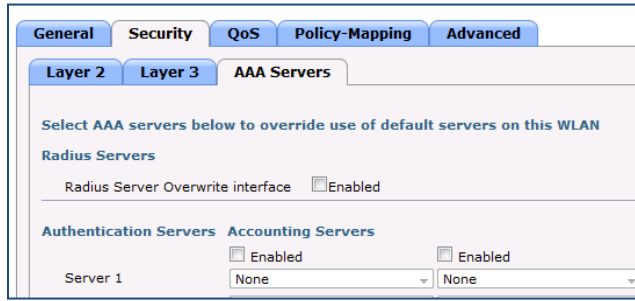 General Security QoS Policy-Mapping Advanced
Layer 2 Layer 3 AAA Servers
Select AAA servers below to override use of default servers on this WLAN
Radius Servers
Radius Server Overwrite interface Enabled
Authentication Servers Accounting Servers
Enabled Enabled
Server 1 None None